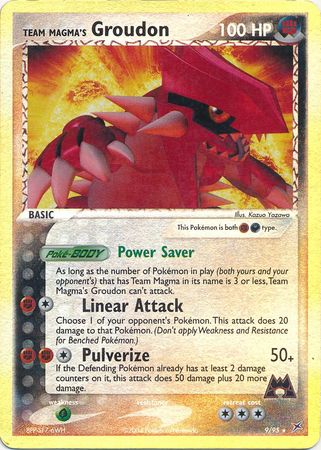 TEAM MAGMA'S Groudon 100 HP
BASIC
Illus. Kazuo Yazawa
This Pokémon is both type.
Poké-BODY Power Saver
As long as the number of Pokémon in play (both yours and your
opponent's) that has Team Magma in its name is 3 or less, Team
Magma's Groudon can't attack.
Linear Attack
Choose 1 of your opponent's Pokémon. This attack does 20
damage to that Pokémon. (Don't apply Weakness and Resistance
for Benched Pokémon.)
Pulverize 50+
If the Defending Pokémon already has at least 2 damage
counters on it, this attack does 50 damage plus 20 more
damage.
weakness resistance retreat cost
9/95 ★